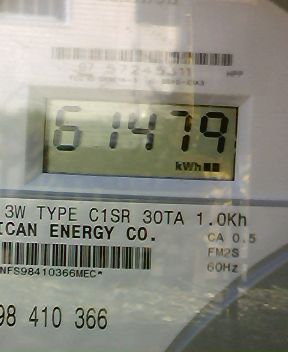 61479
kWh
3W TYPE C1SR 30TA 1.0Kh
ICAN ENERGY CO.
CA 0.5
FM2S
NFS98410366MEC*
60Hz
98 410 366